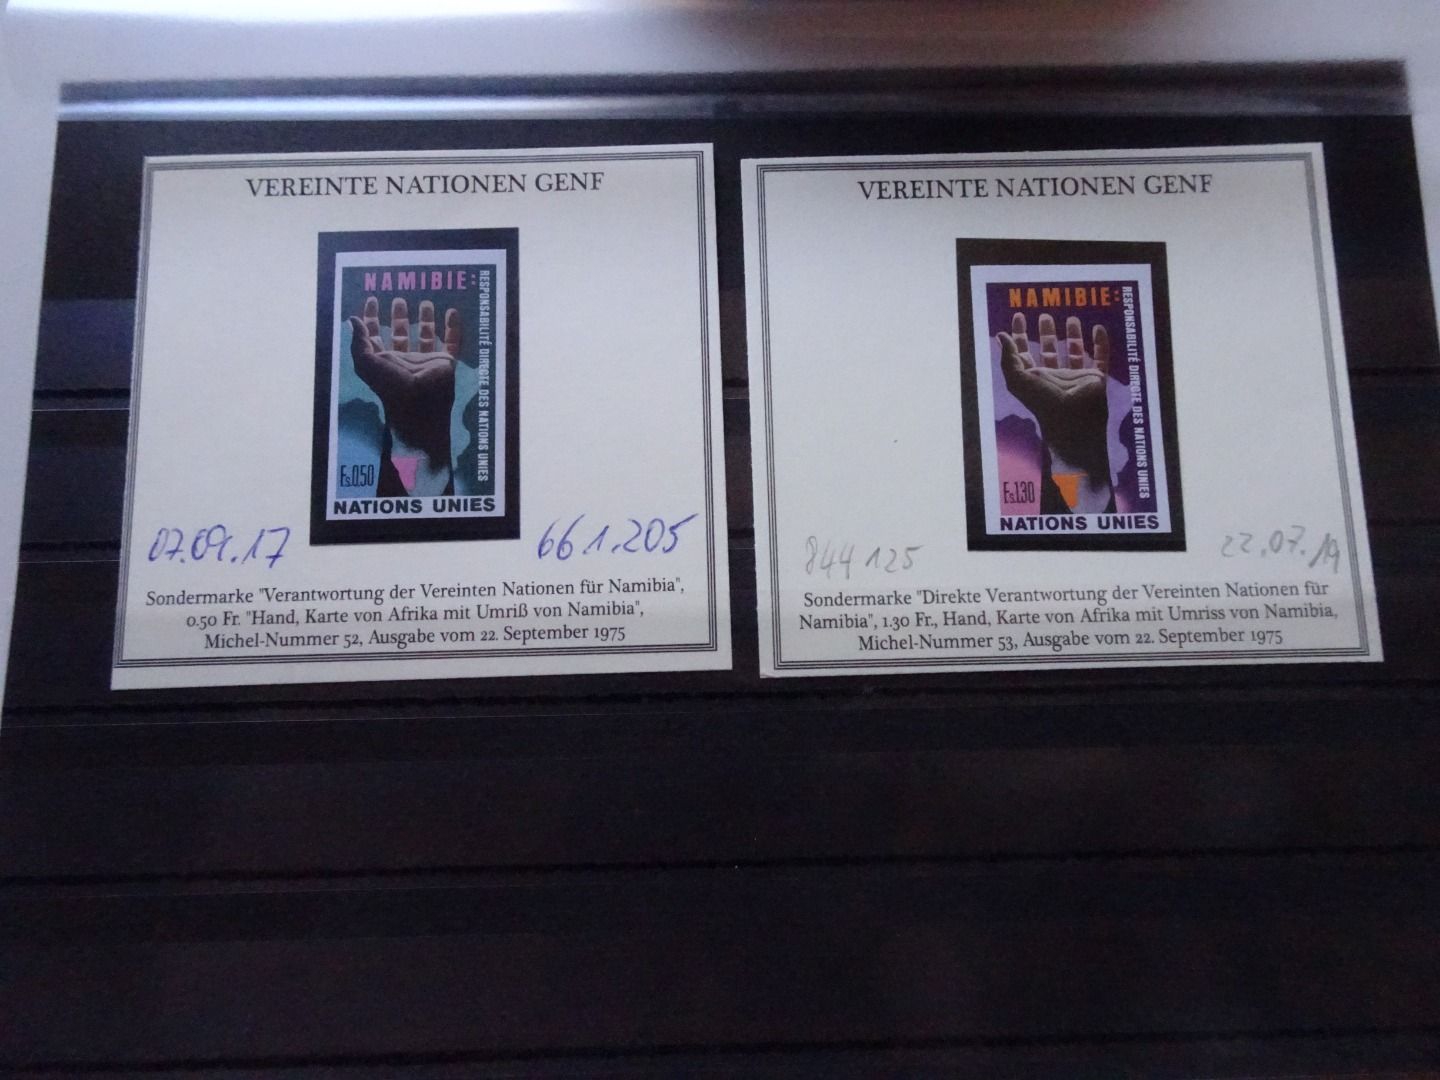 VEREINTE NATIONEN GENF
NAMIBIE:
RESPONSABILITÉ DIRECTE DES NATIONS UNIES
Fs.0.50
NATIONS UNIES
07.09.17
661.205
Sondermarke "Verantwortung der Vereinten Nationen für Namibia",
0.50 Fr. "Hand, Karte von Afrika mit Umriß von Namibia",
Michel-Nummer 52, Ausgabe vom 22. September 1975
VEREINTE NATIONEN GENF
NAMIBIE:
RESPONSABILITÉ DIRECTE DES NATIONS UNIES
Fs.1.30
NATIONS UNIES
844 125
22.07.19
Sondermarke "Direkte Verantwortung der Vereinten Nationen für
Namibia", 1.30 Fr., Hand, Karte von Afrika mit Umriss von Namibia,
Michel-Nummer 53, Ausgabe vom 22. September 1975